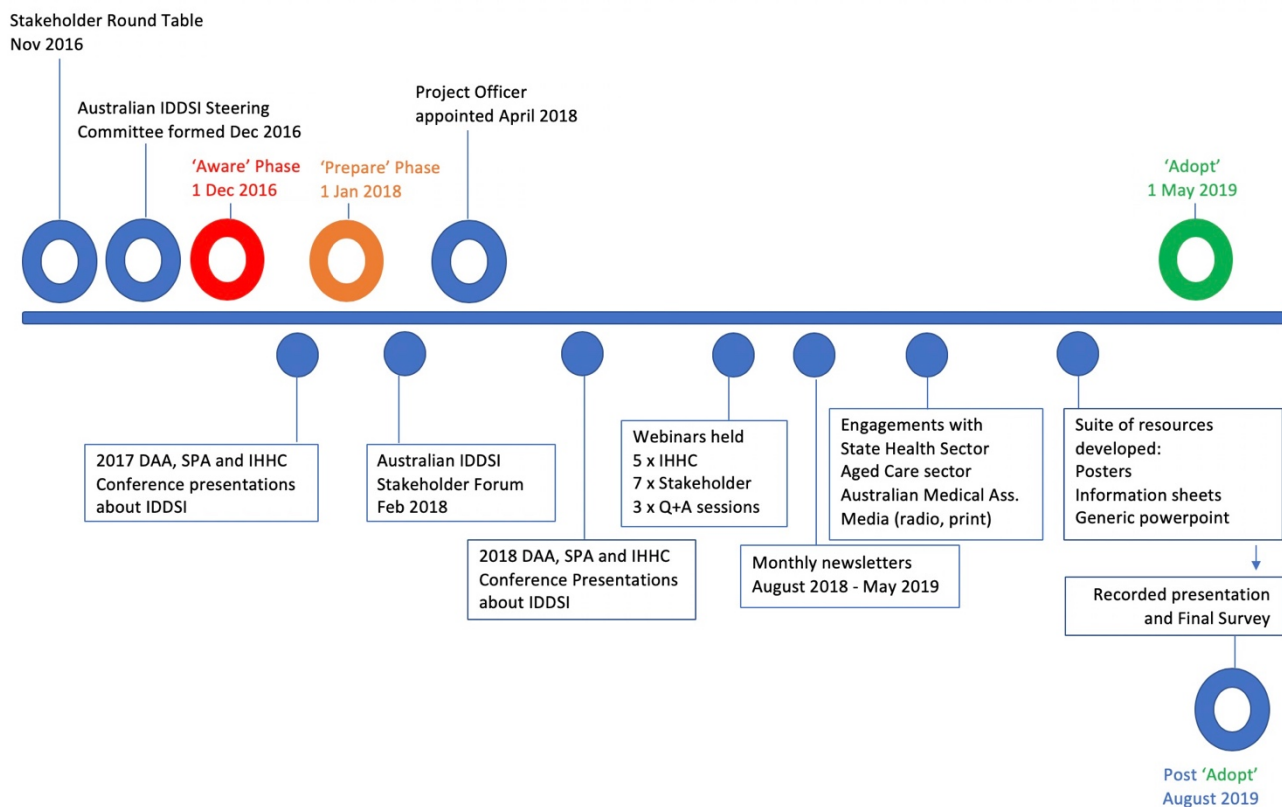 Stakeholder Round Table
Nov 2016
Australian IDDSI Steering
Committee formed Dec 2016
'Aware' Phase
1 Dec 2016
'Prepare' Phase
1 Jan 2018
Project Officer
appointed April 2018
'Adopt'
1 May 2019
2017 DAA, SPA and IHHC
Conference presentations
about IDDSI
Australian IDDSI
Stakeholder Forum
Feb 2018
2018 DAA, SPA and IHHC
Conference Presentations
about IDDSI
Webinars held
5 x IHHC
7 x Stakeholder
3 x Q+A sessions
Monthly newsletters
August 2018 - May 2019
Engagements with
State Health Sector
Aged Care sector
Australian Medical Ass.
Media (radio, print)
Suite of resources
developed:
Posters
Information sheets
Generic powerpoint
Recorded presentation
and Final Survey
Post 'Adopt'
August 2019